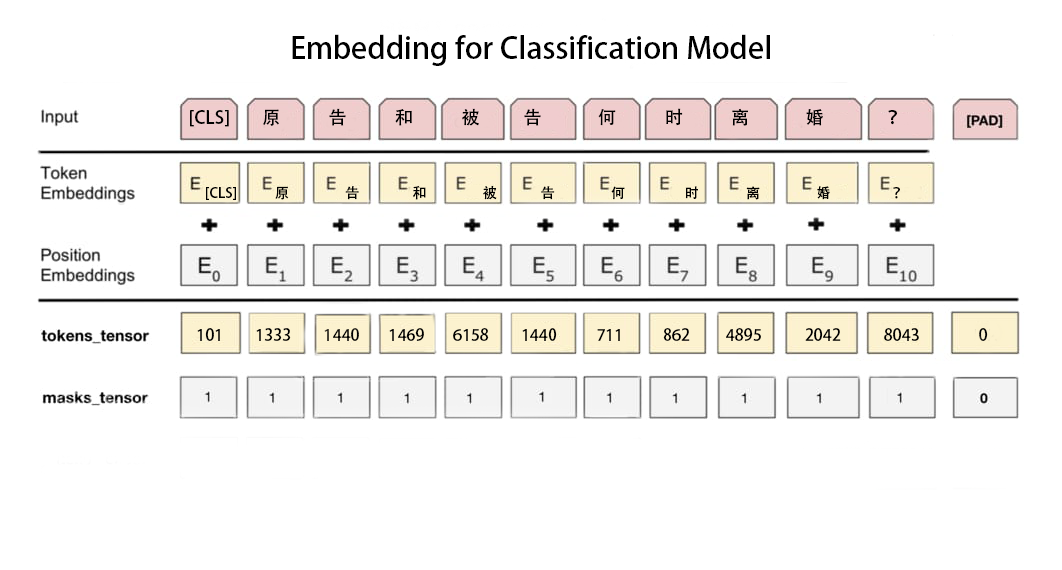 Embedding for Classification Model
Input [CLS] 原 告 和 被 告 何 时 离 婚 ? [PAD]
Token Embeddings E[CLS] E原 E告 E和 E被 E告 E何 E时 E离 E婚 E?
+ + + + + + + + + + +
Position Embeddings E0 E1 E2 E3 E4 E5 E6 E7 E8 E9 E10
tokens_tensor 101 1333 1440 1469 6158 1440 711 862 4895 2042 8043 0
masks_tensor 1 1 1 1 1 1 1 1 1 1 1 0